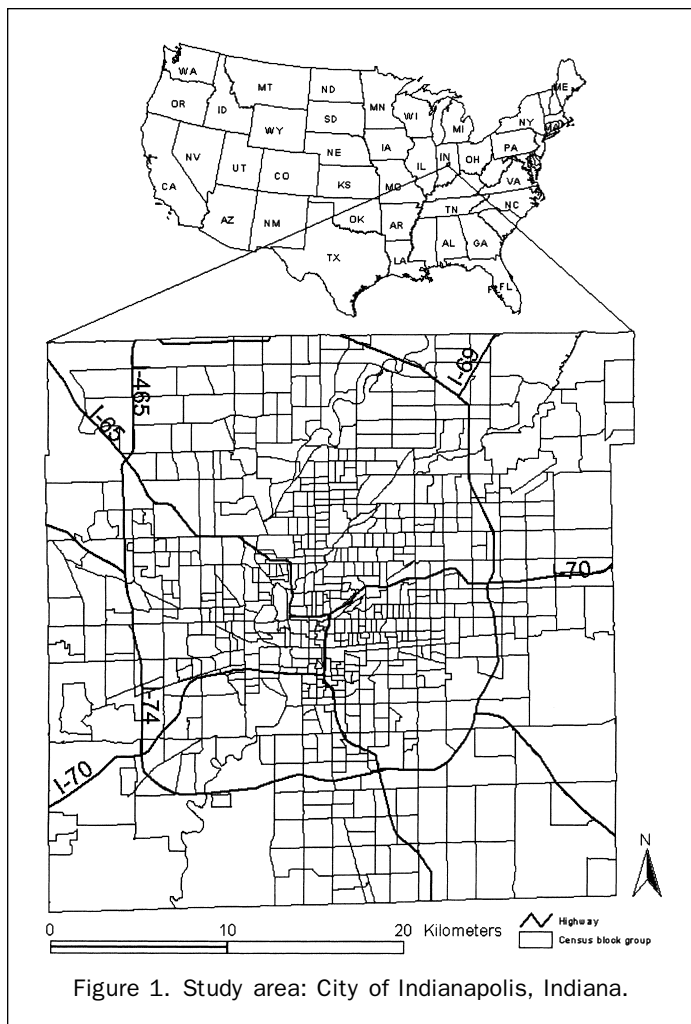 WA
MT
ND
ME
OR
ID
MN
SD
WI
NY
MA
WY
MI
IA
PA
NE
NV
UT
IL
IN
OH
CO
CA
KS
MO
VA
AZ
NM
OK
AR
TN
NC
TX
LA
AL
GA
FL
I-465
I-65
I-69
I-70
I-74
I-70
N
0 10 20 Kilometers
Highway
Census block group
Figure 1. Study area: City of Indianapolis, Indiana.